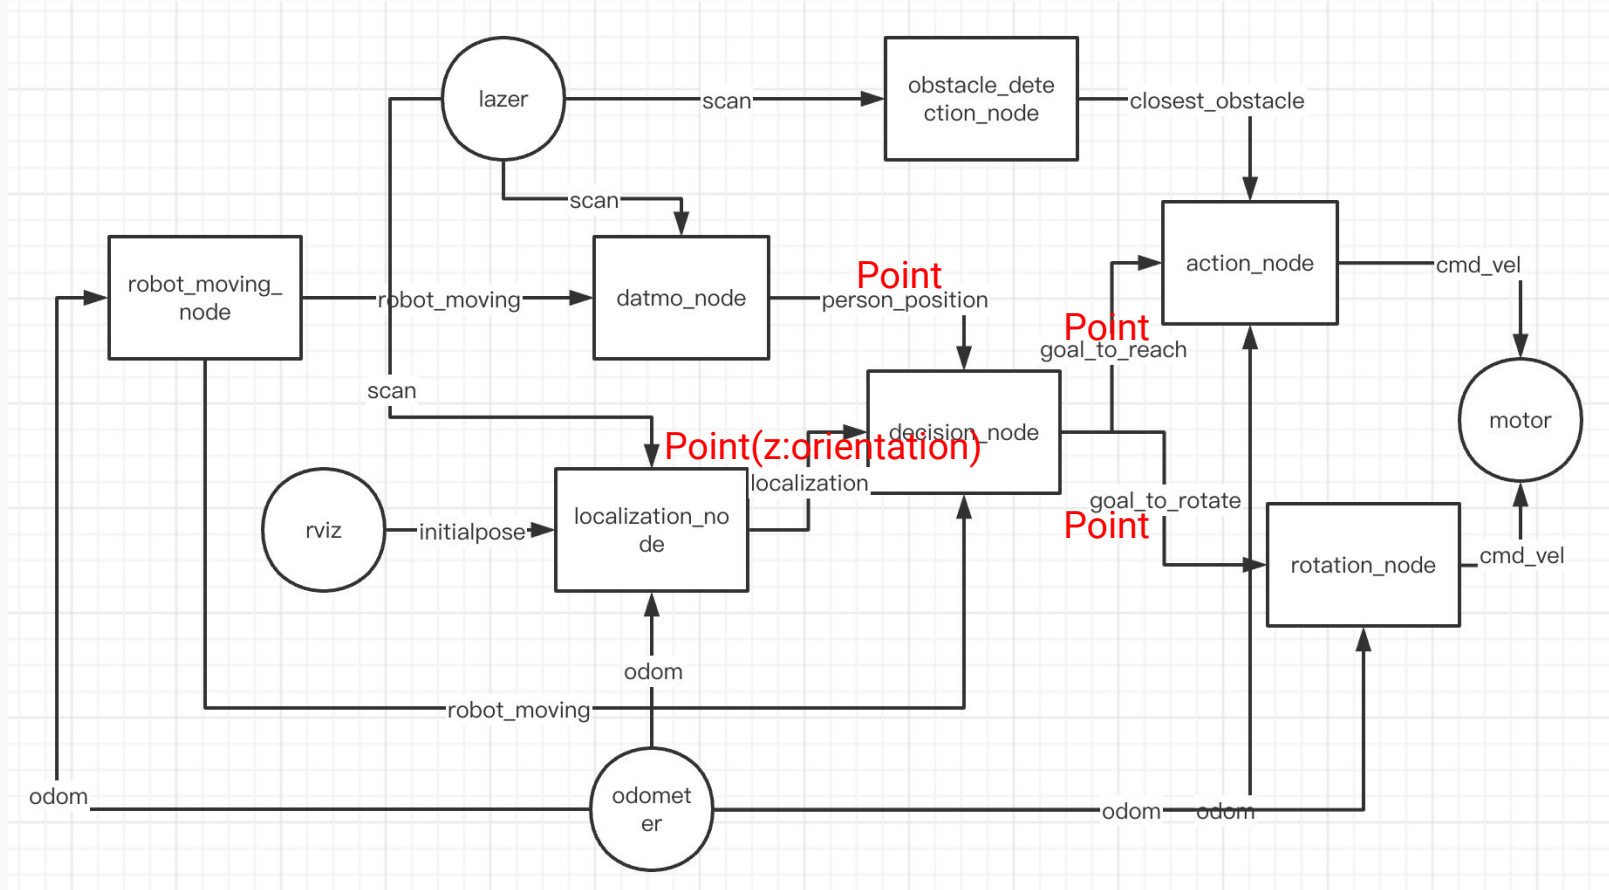 lazer
scan
obstacle_dete
ction_node
closest_obstacle
scan
robot_moving_
node
robot_moving
datmo_node
Point
person_position
action_node
cmd_vel
Point
goal_to_reach
scan
motor
decision_node
Point(z:orientation)
localization
goal_to_rotate
Point
rviz
initialpose
localization_no
de
rotation_node
cmd_vel
odom
robot_moving
odom
odomet
er
odom
odom